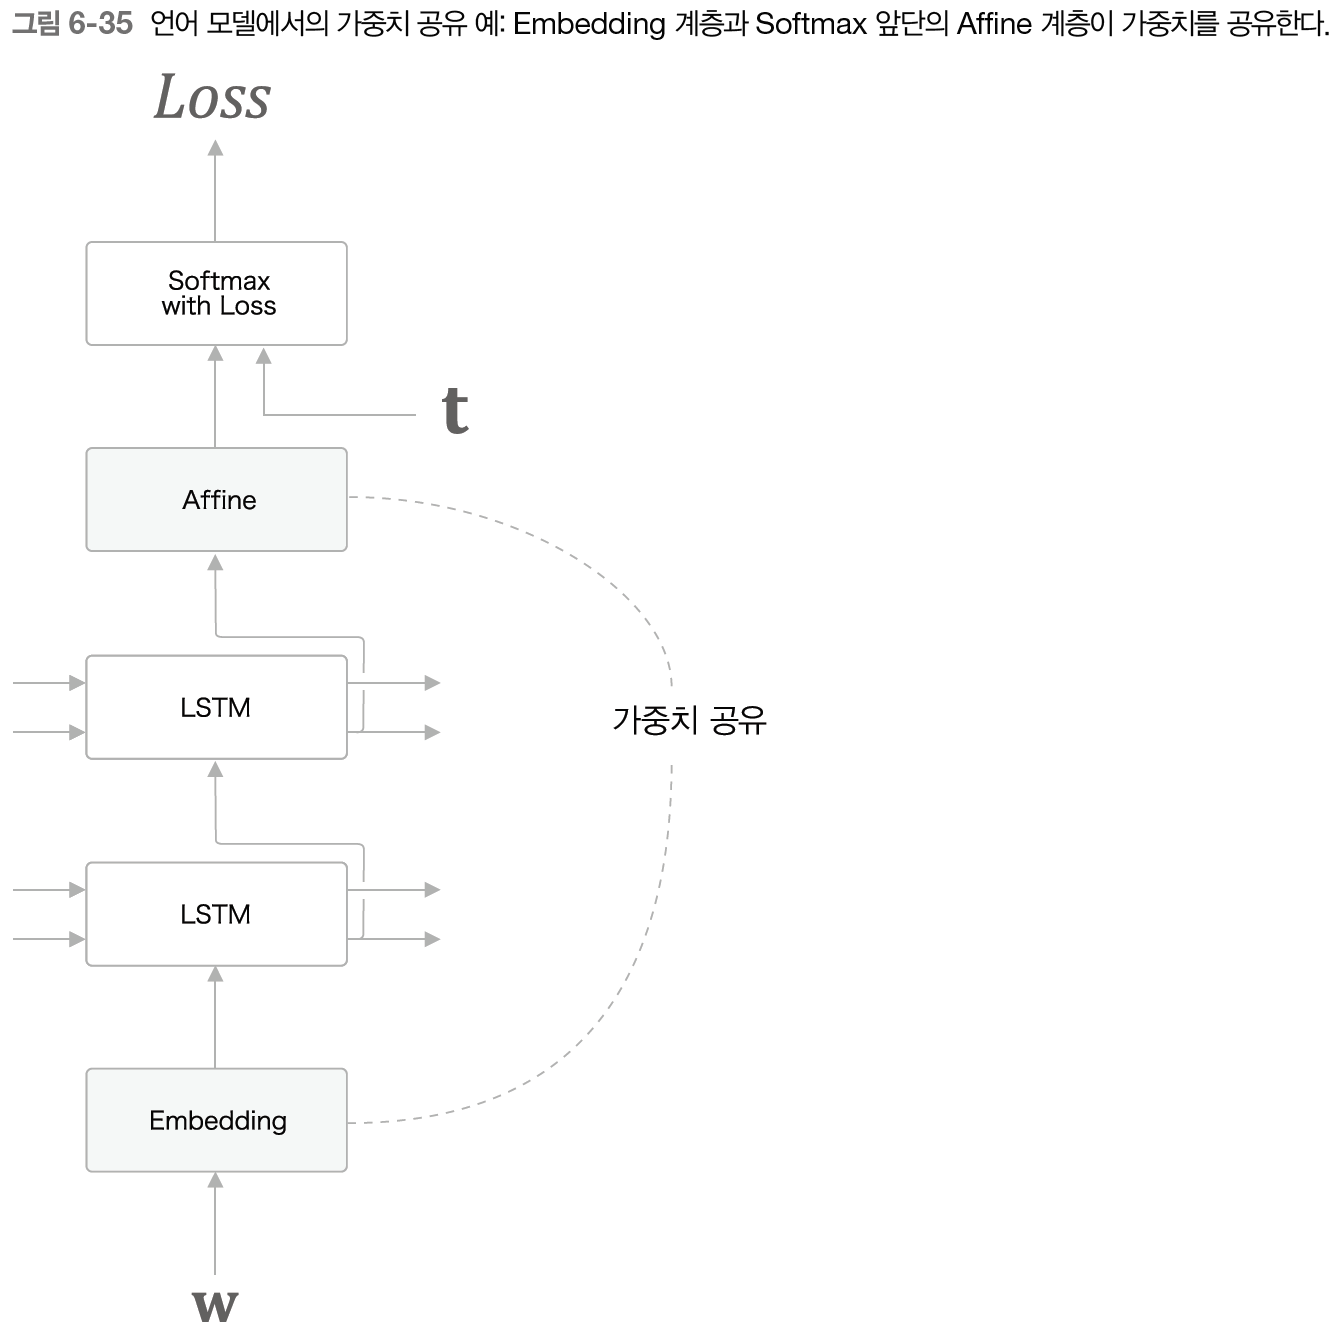 그림 6-35 언어 모델에서의 가중치 공유 예: Embedding 계층과 Softmax 앞단의 Affine 계층이 가중치를 공유한다.
Loss
Softmax
with Loss
t
Affine
LSTM
가중치 공유
LSTM
Embedding
w